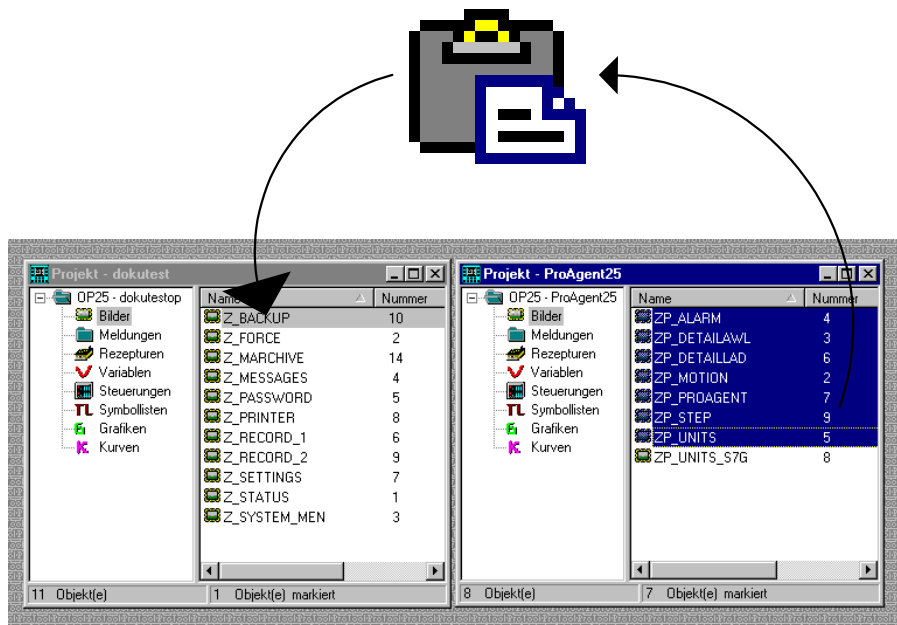 Projekt - dokutest
OP25 - dokutestop
Bilder
Meldungen
Rezepturen
Variablen
Steuerungen
Symbollisten
Grafiken
Kurven
Name Nummer
Z_BACKUP 10
Z_FORCE 2
Z_MARCHIVE 14
Z_MESSAGES 4
Z_PASSWORD 5
Z_PRINTER 8
Z_RECORD_1 6
Z_RECORD_2 9
Z_SETTINGS 7
Z_STATUS 1
Z_SYSTEM_MEN 3
11 Objekt(e) 1 Objekt(e) markiert
Projekt - ProAgent25
OP25 - ProAgent25
Bilder
Meldungen
Rezepturen
Variablen
Steuerungen
Symbollisten
Grafiken
Kurven
Name Nummer
ZP_ALARM 4
ZP_DETAILAWL 3
ZP_DETAILLAD 6
ZP_MOTION 2
ZP_PROAGENT 7
ZP_STEP 9
ZP_UNITS 5
ZP_UNITS_S7G 8
8 Objekt(e) 7 Objekt(e) markiert